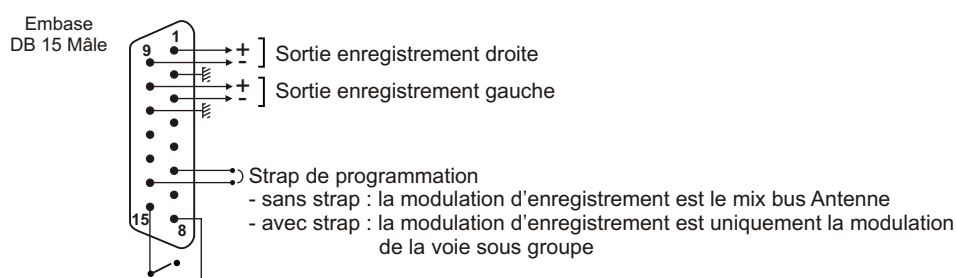 Embase
DB 15 Mâle
1
9
+
-
Sortie enregistrement droite
+
-
Sortie enregistrement gauche
Strap de programmation
- sans strap : la modulation d'enregistrement est le mix bus Antenne
- avec strap : la modulation d'enregistrement est uniquement la modulation
de la voie sous groupe
15
8